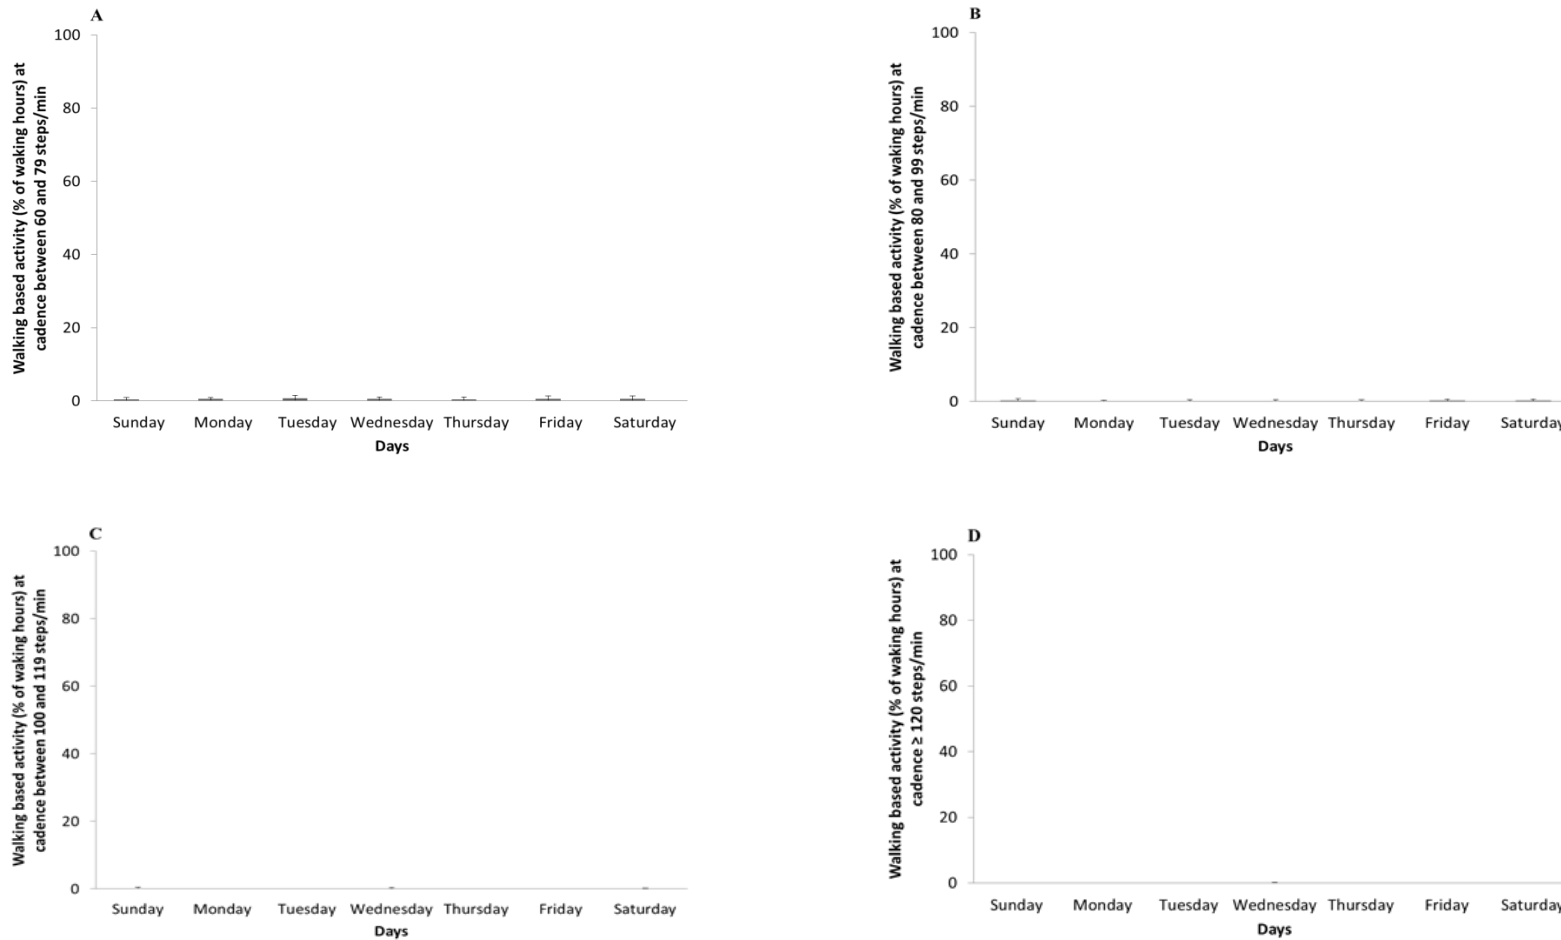 A
Walking based activity (% of waking hours) at
cadence between 60 and 79 steps/min
100
80
60
40
20
0
Sunday Monday Tuesday Wednesday Thursday Friday Saturday
Days
B
Walking based activity (% of waking hours) at
cadence between 80 and 99 steps/min
100
80
60
40
20
0
Sunday Monday Tuesday Wednesday Thursday Friday Saturday
Days
C
Walking based activity (% of waking hours) at
cadence between 100 and 119 steps/min
100
80
60
40
20
0
Sunday Monday Tuesday Wednesday Thursday Friday Saturday
Days
D
Walking based activity (% of waking hours) at
cadence ≥ 120 steps/min
100
80
60
40
20
0
Sunday Monday Tuesday Wednesday Thursday Friday Saturday
Days